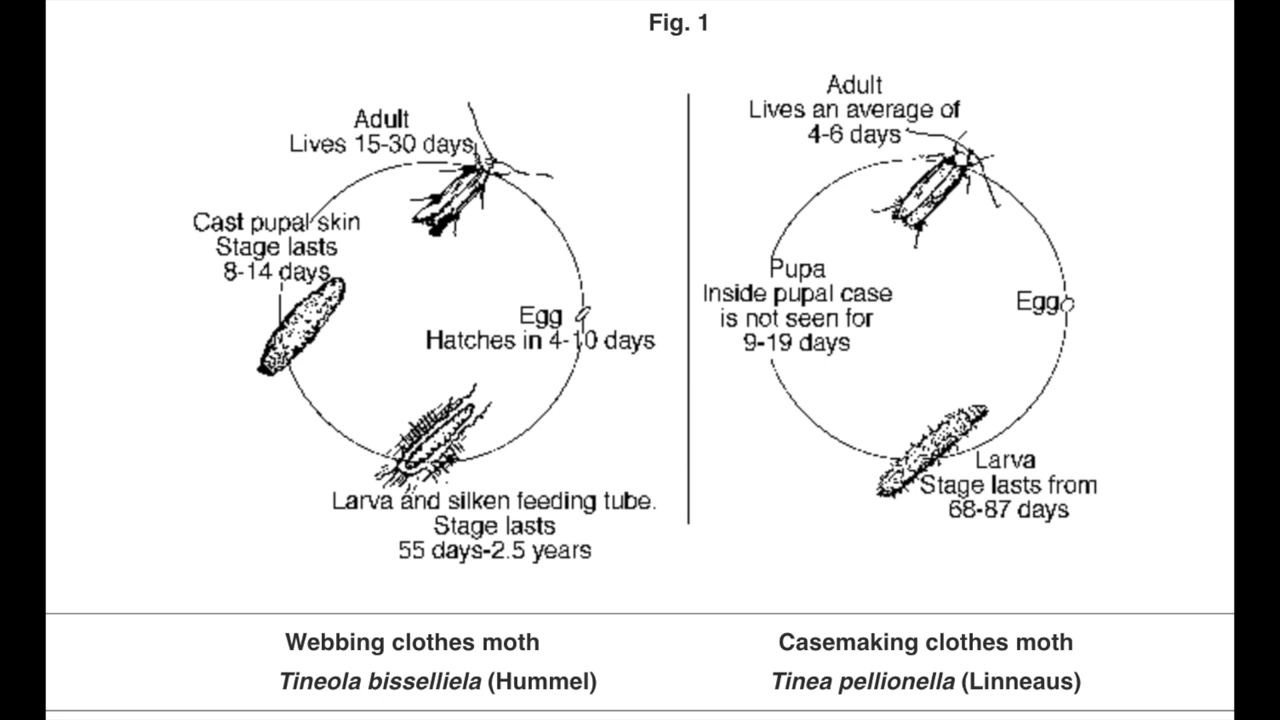 Fig. 1
Adult
Lives 15-30 days
Cast pupal skin
Stage lasts
8-14 days
Egg
Hatches in 4-10 days
Larva and silken feeding tube.
Stage lasts
55 days-2.5 years
Adult
Lives an average of
4-6 days
Pupa
Inside pupal case
is not seen for
9-19 days
Egg
Larva
Stage lasts from
68-87 days
Webbing clothes moth
Tineola bisselliela (Hummel)
Casemaking clothes moth
Tinea pellionella (Linneaus)